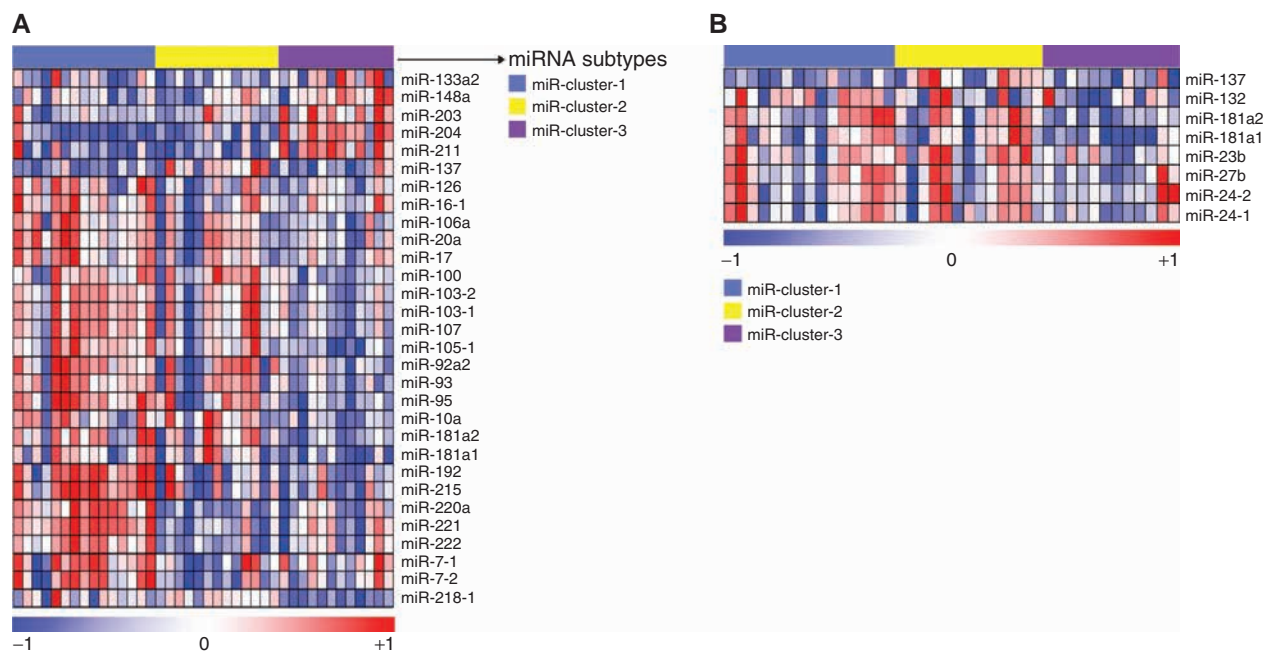 A
miRNA subtypes
miR-cluster-1
miR-cluster-2
miR-cluster-3
miR-133a2
miR-148a
miR-203
miR-204
miR-211
miR-137
miR-126
miR-16-1
miR-106a
miR-20a
miR-17
miR-100
miR-103-2
miR-103-1
miR-107
miR-105-1
miR-92a2
miR-93
miR-95
miR-10a
miR-181a2
miR-181a1
miR-192
miR-215
miR-220a
miR-221
miR-222
miR-7-1
miR-7-2
miR-218-1
−1 0 +1
B
miR-137
miR-132
miR-181a2
miR-181a1
miR-23b
miR-27b
miR-24-2
miR-24-1
−1 0 +1
miR-cluster-1
miR-cluster-2
miR-cluster-3